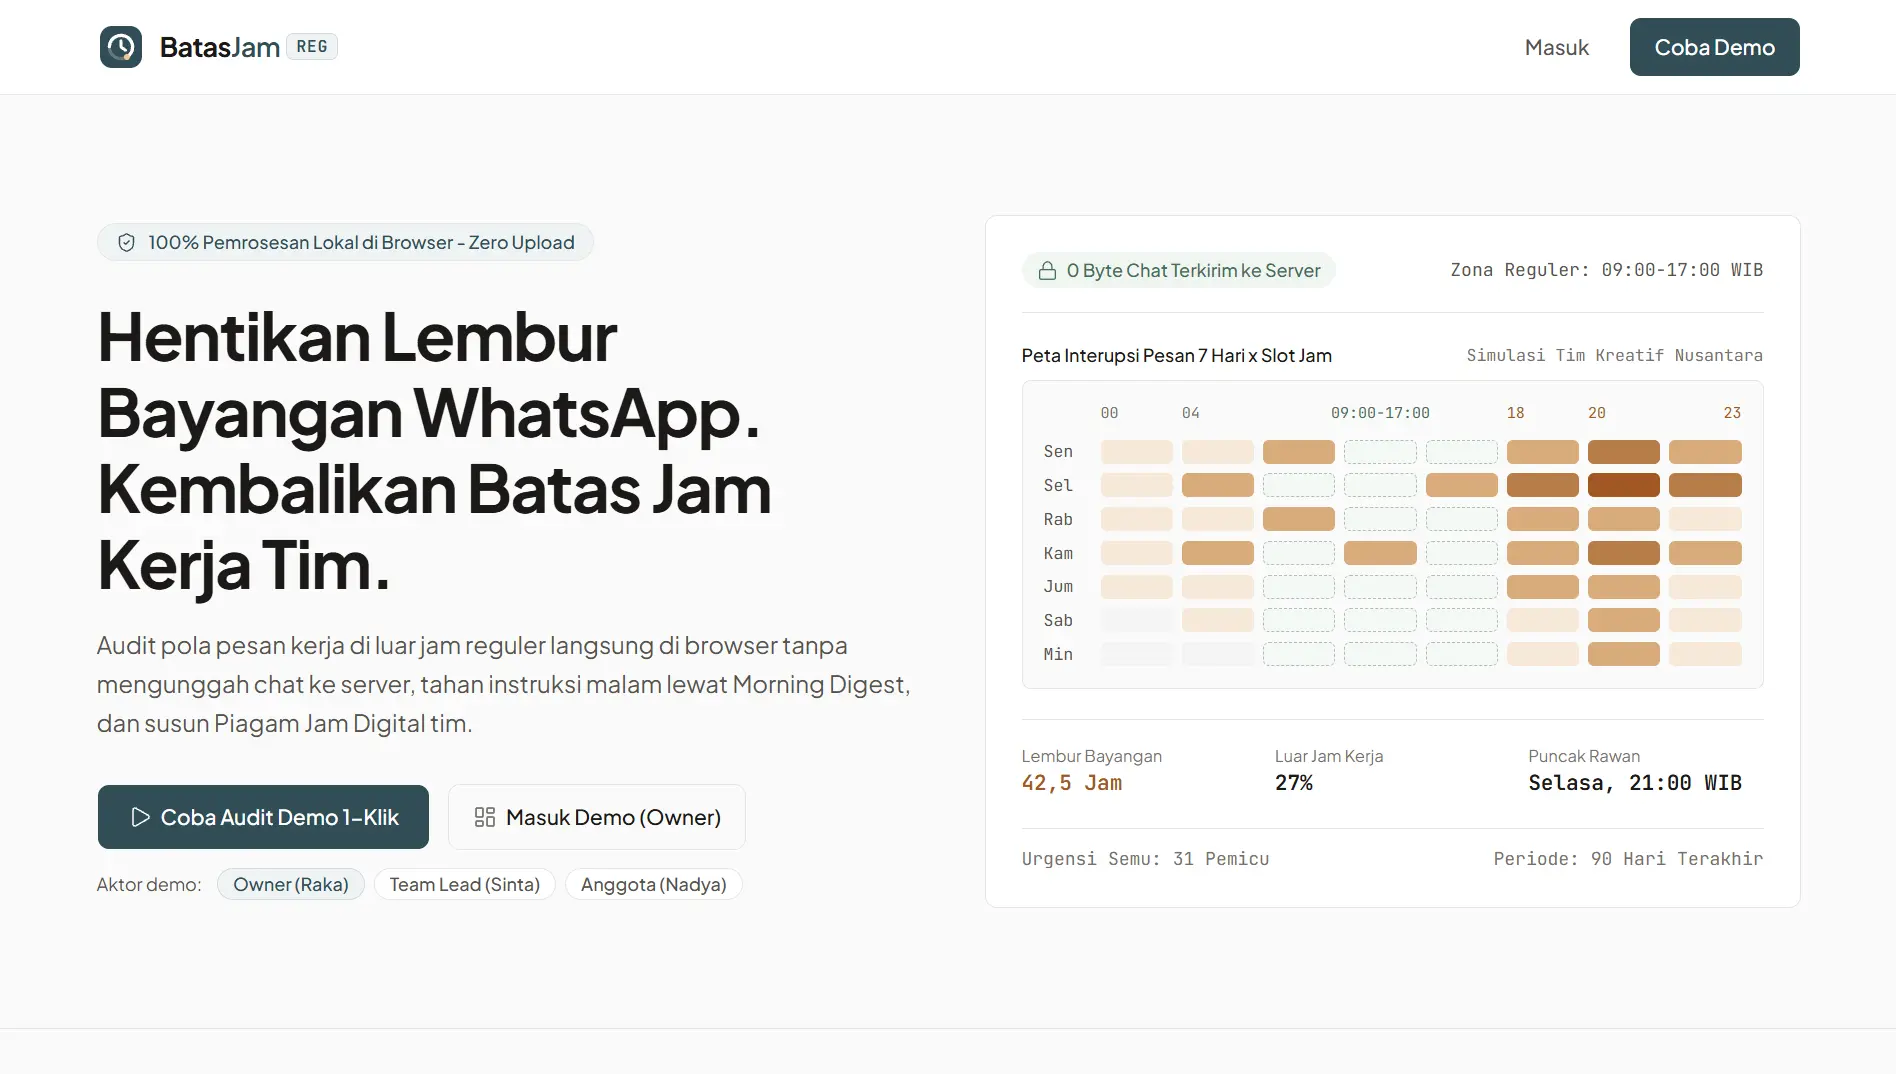 BatasJam REG
Masuk
Coba Demo
100% Pemrosesan Lokal di Browser - Zero Upload
Hentikan Lembur
Bayangan WhatsApp.
Kembalikan Batas Jam
Kerja Tim.
Audit pola pesan kerja di luar jam reguler langsung di browser tanpa
mengunggah chat ke server, tahan instruksi malam lewat Morning Digest,
dan susun Piagam Jam Digital tim.
Coba Audit Demo 1-Klik
Masuk Demo (Owner)
Aktor demo: Owner (Raka) Team Lead (Sinta) Anggota (Nadya)
0 Byte Chat Terkirim ke Server
Zona Reguler: 09:00-17:00 WIB
Peta Interupsi Pesan 7 Hari x Slot Jam
Simulasi Tim Kreatif Nusantara
00 04 09:00-17:00 18 20 23
Sen
Sel
Rab
Kam
Jum
Sab
Min
Lembur Bayangan
42,5 Jam
Luar Jam Kerja
27%
Puncak Rawan
Selasa, 21:00 WIB
Urgensi Semu: 31 Pemicu
Periode: 90 Hari Terakhir